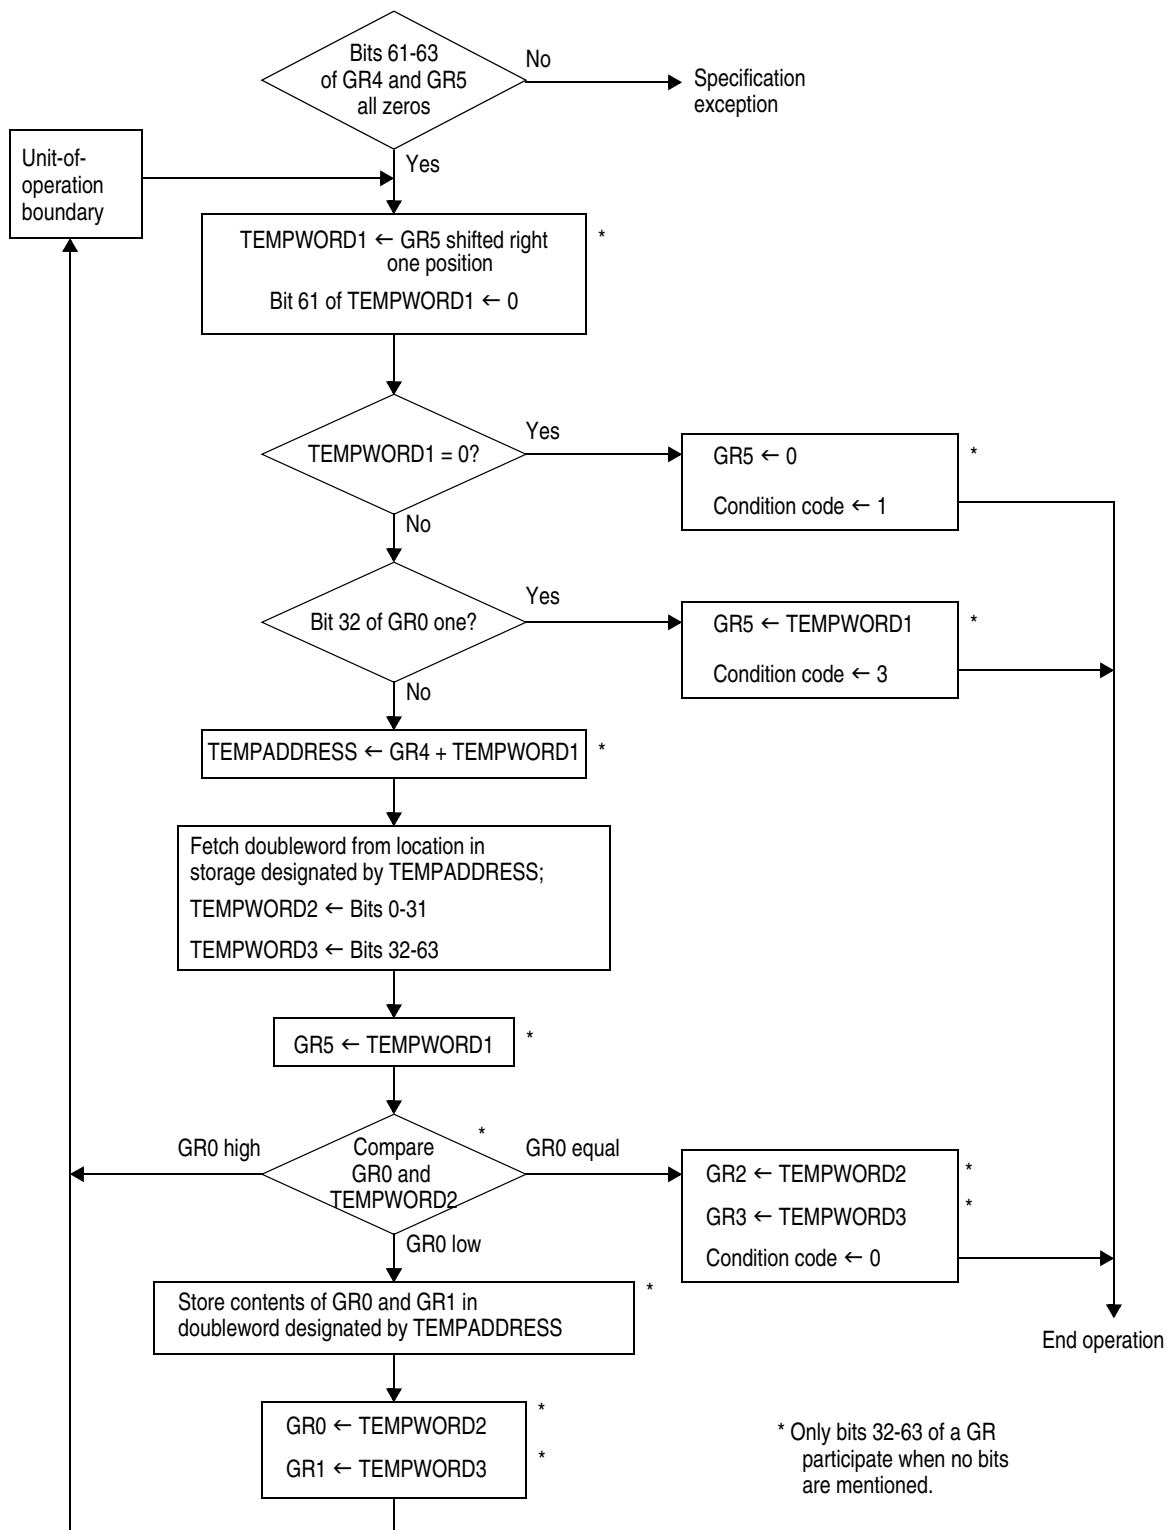 Bits 61-63
of GR4 and GR5
all zeros
No
Specification
exception
Yes
Unit-of-
operation
boundary
TEMPWORD1 ← GR5 shifted right
one position
Bit 61 of TEMPWORD1 ← 0
*
TEMPWORD1 = 0?
Yes
GR5 ← 0
*
Condition code ← 1
No
Bit 32 of GR0 one?
Yes
GR5 ← TEMPWORD1
*
Condition code ← 3
No
TEMPADDRESS ← GR4 + TEMPWORD1
*
Fetch doubleword from location in
storage designated by TEMPADDRESS;
TEMPWORD2 ← Bits 0-31
TEMPWORD3 ← Bits 32-63
GR5 ← TEMPWORD1
*
GR0 high
Compare
GR0 and
TEMPWORD2
*
GR0 equal
GR2 ← TEMPWORD2
*
GR3 ← TEMPWORD3
*
Condition code ← 0
GR0 low
Store contents of GR0 and GR1 in
doubleword designated by TEMPADDRESS
*
End operation
GR0 ← TEMPWORD2
*
GR1 ← TEMPWORD3
*
* Only bits 32-63 of a GR
participate when no bits
are mentioned.